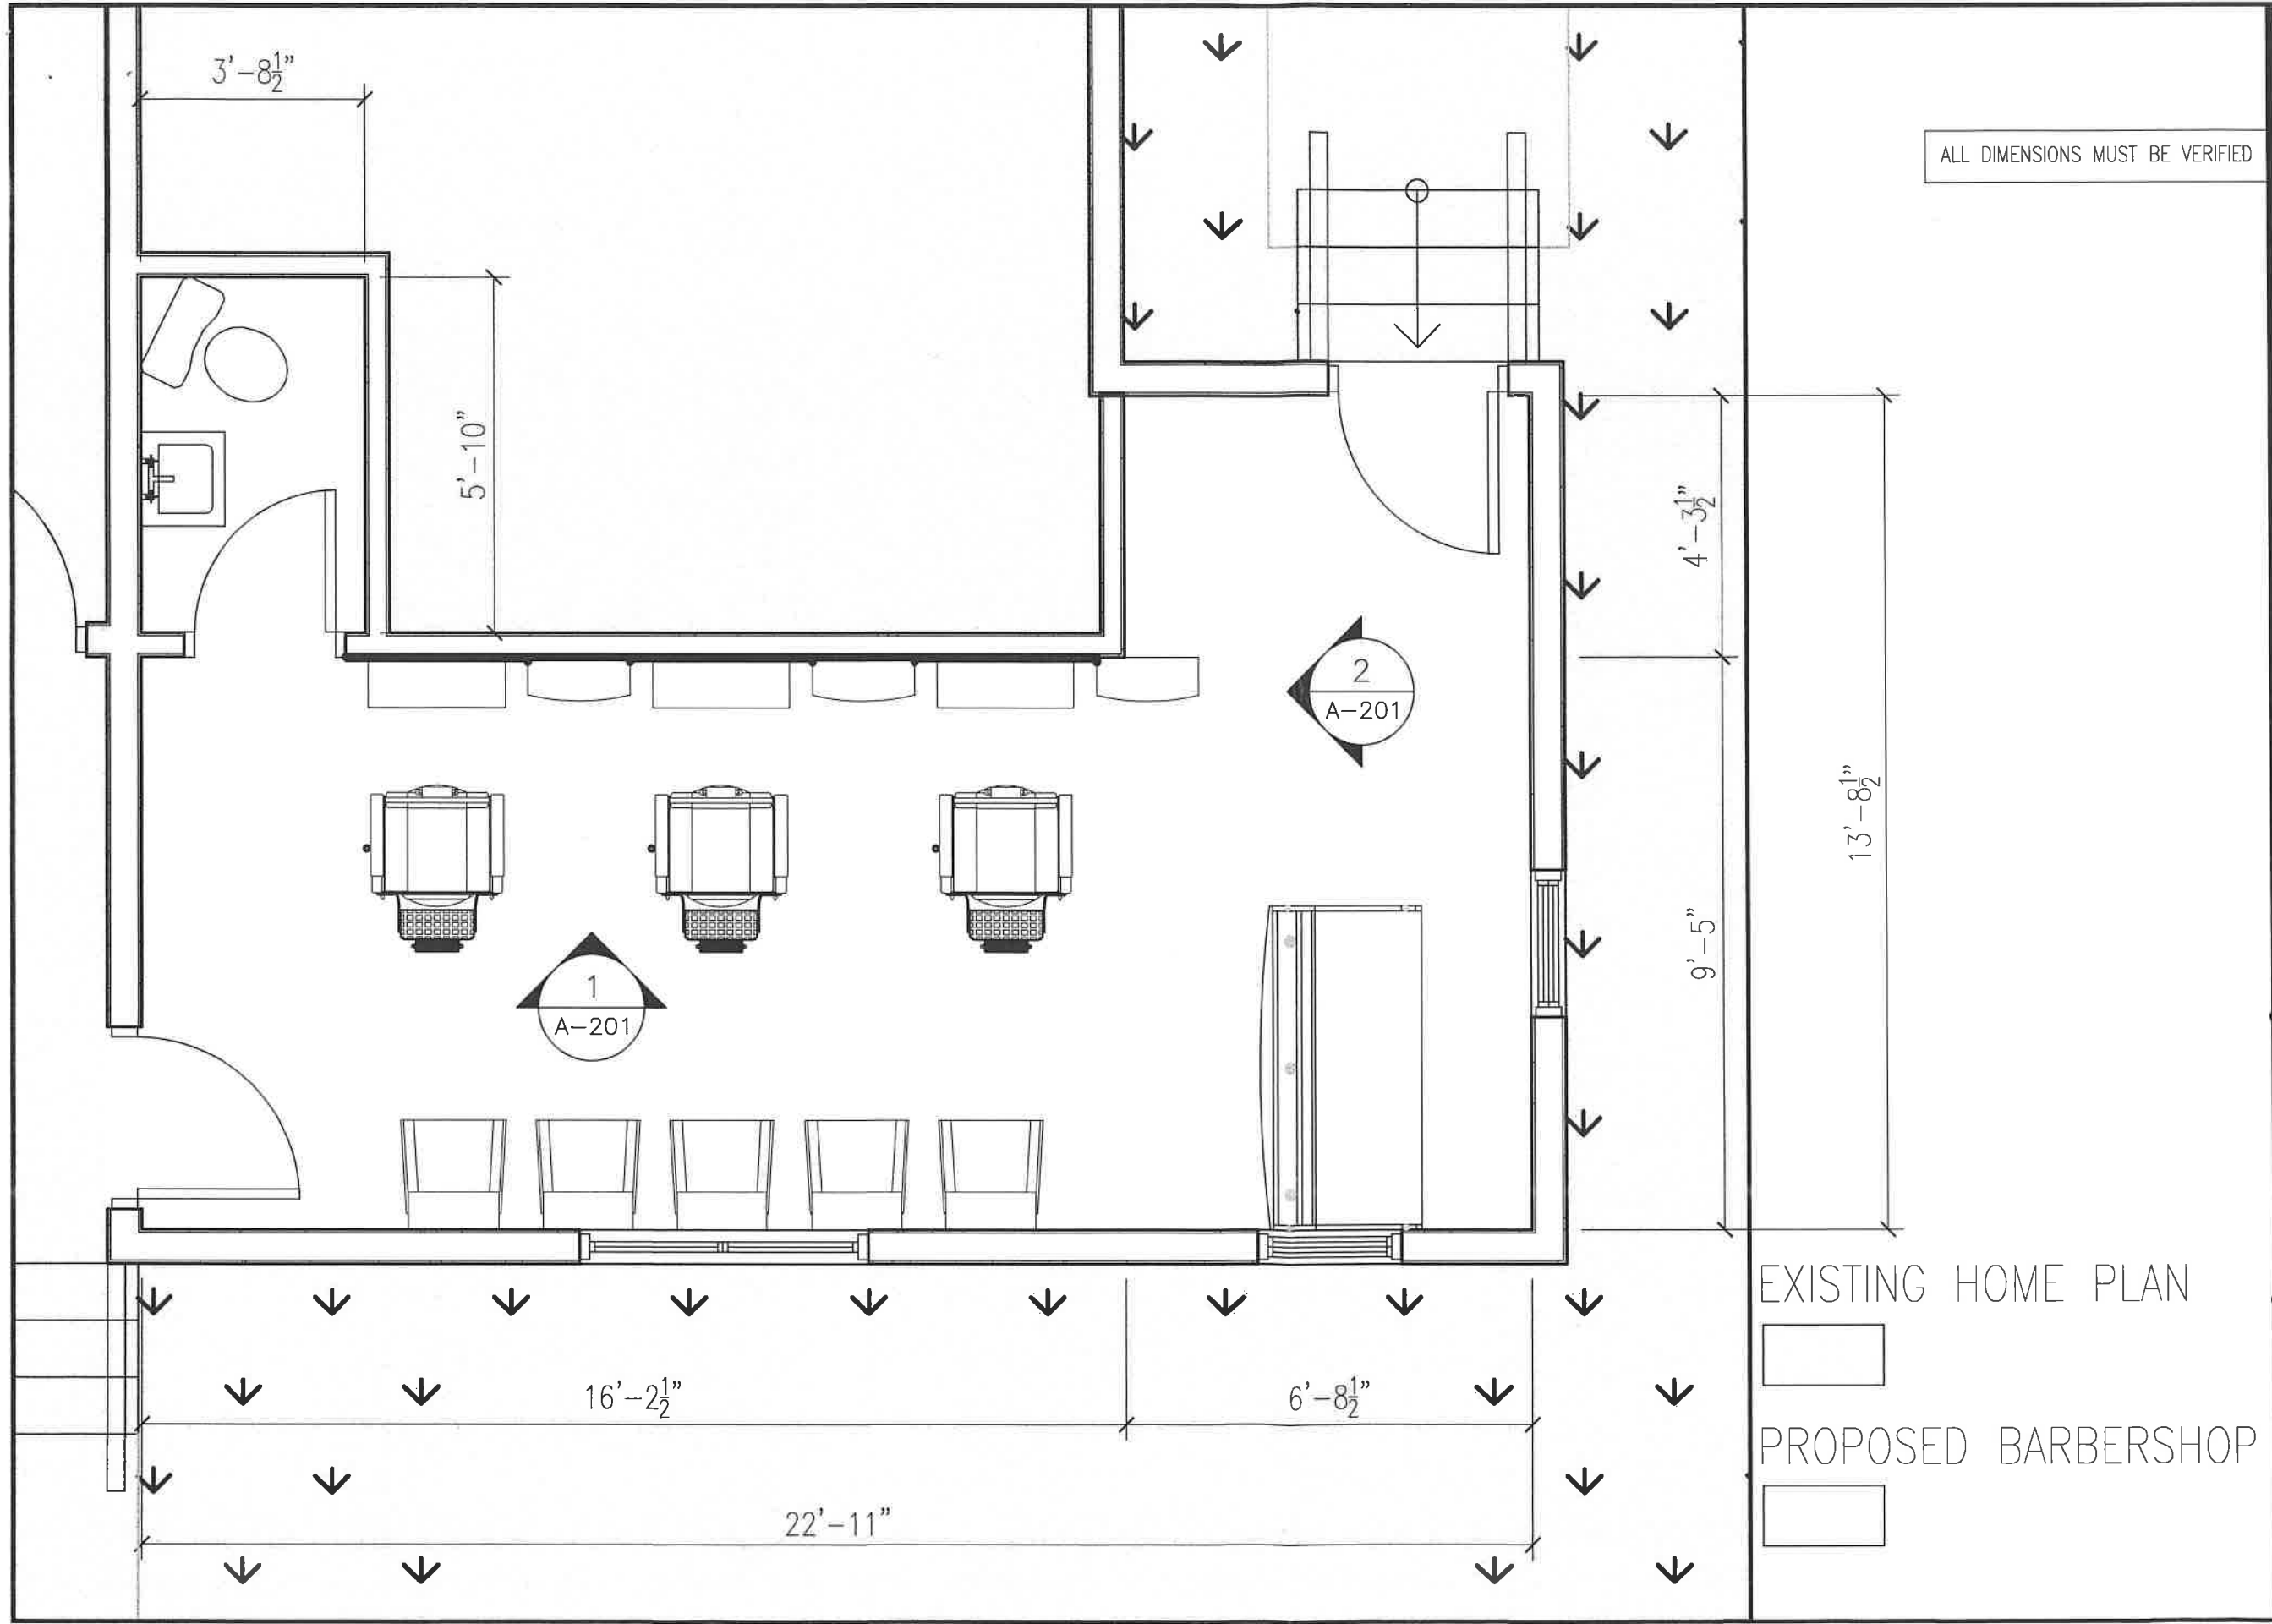 3'-8½"
ALL DIMENSIONS MUST BE VERIFIED
5'-10"
4'-3½"
2
A-201
13'-8½"
9'-5"
1
A-201
EXISTING HOME PLAN
16'-2½"
6'-8½"
PROPOSED BARBERSHOP
22'-11"